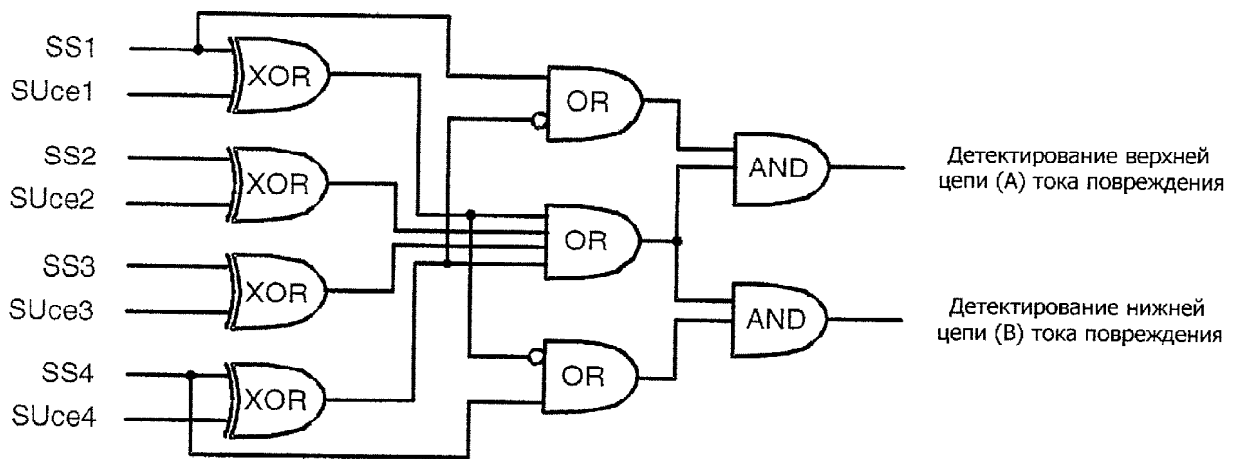 SS1
SUce1
XOR
SS2
SUce2
XOR
SS3
SUce3
XOR
SS4
SUce4
XOR
OR
OR
OR
AND
AND
Детектирование верхней
цепи (А) тока повреждения
Детектирование нижней
цепи (В) тока повреждения